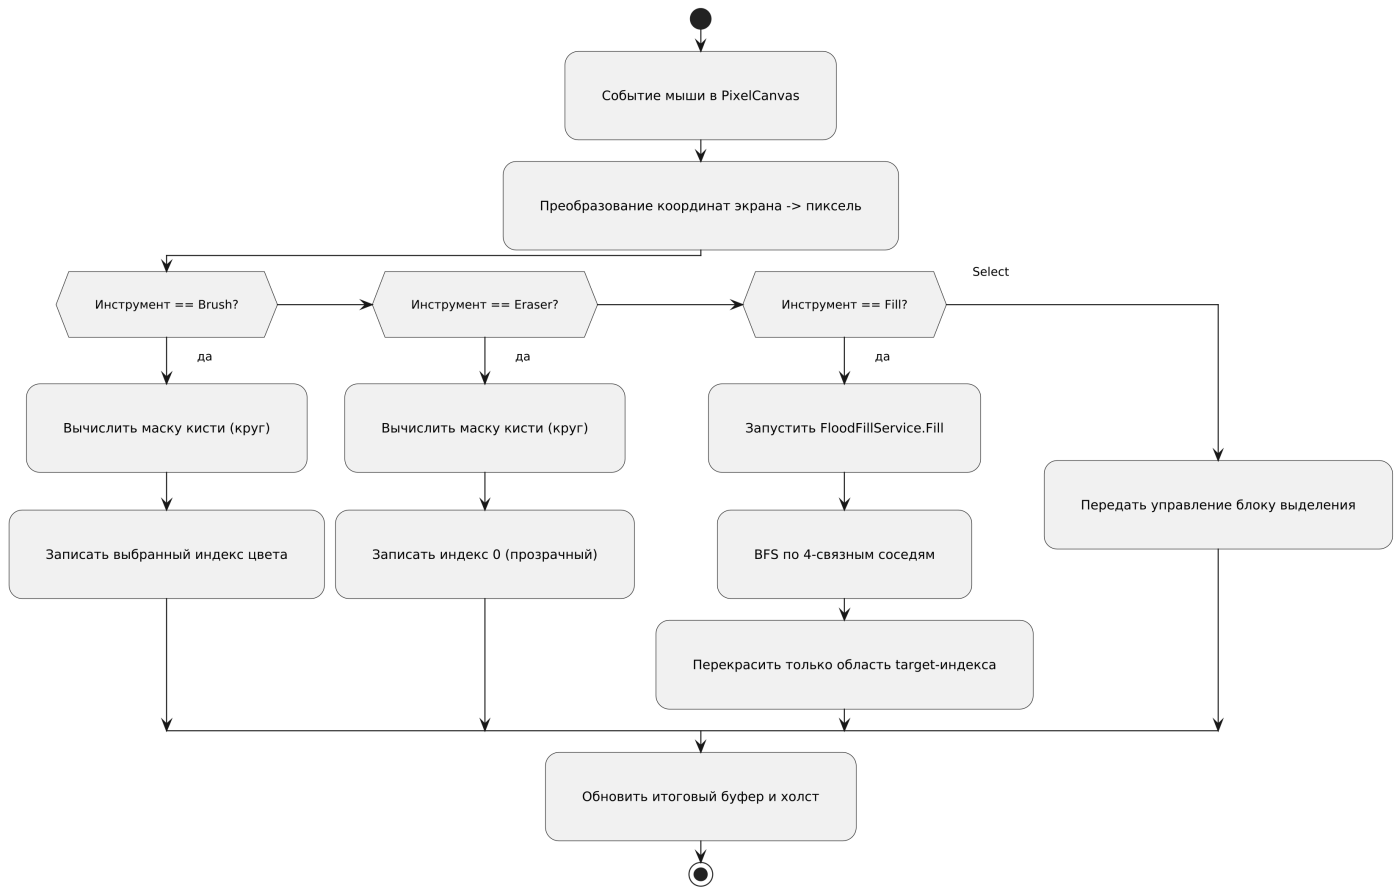 Событие мыши в PixelCanvas
Преобразование координат экрана -> пиксель
Select
Инструмент == Brush?
Инструмент == Eraser?
Инструмент == Fill?
да
да
да
Вычислить маску кисти (круг)
Вычислить маску кисти (круг)
Запустить FloodFillService.Fill
Передать управление блоку выделения
Записать выбранный индекс цвета
Записать индекс 0 (прозрачный)
BFS по 4-связным соседям
Перекрасить только область target-индекса
Обновить итоговый буфер и холст